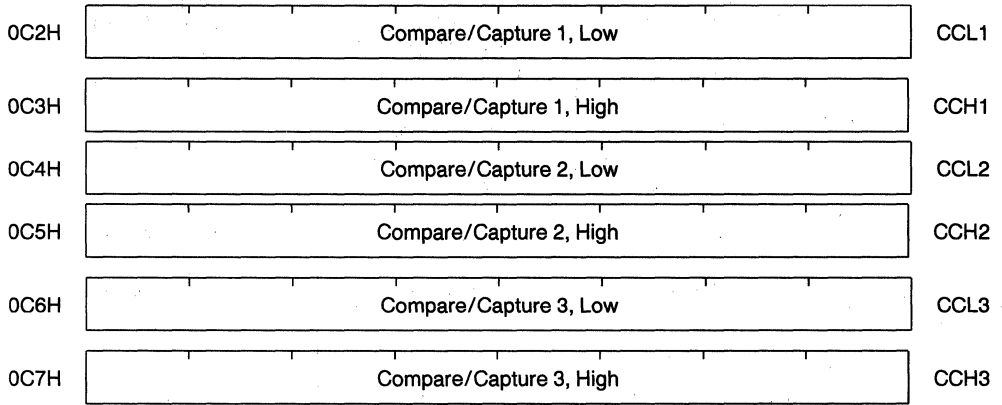 0C2H Compare/Capture 1, Low CCL1
0C3H Compare/Capture 1, High CCH1
0C4H Compare/Capture 2, Low CCL2
0C5H Compare/Capture 2, High CCH2
0C6H Compare/Capture 3, Low CCL3
0C7H Compare/Capture 3, High CCH3